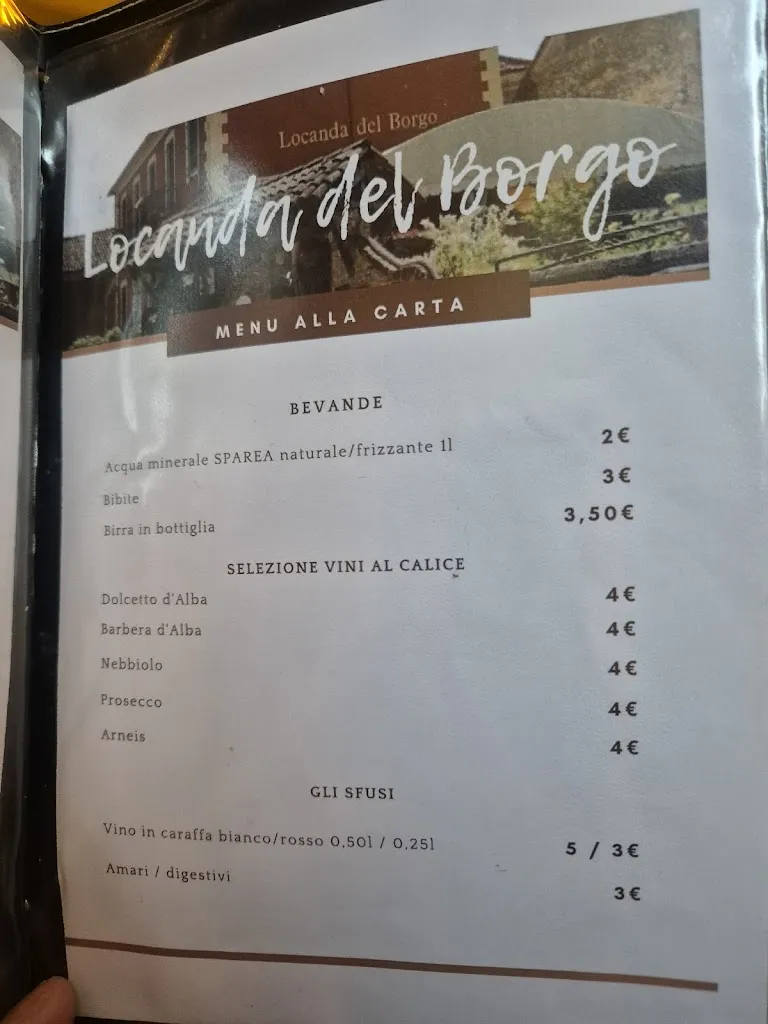 Locanda del Borgo
Locanda del Borgo
MENU ALLA CARTA
BEVANDE
Acqua minerale SPAREA naturale/frizzante 1l 2€
Bibite 3€
Birra in bottiglia 3,50€
SELEZIONE VINI AL CALICE
Dolcetto d'Alba 4€
Barbera d'Alba 4€
Nebbiolo 4€
Prosecco 4€
Arneis 4€
GLI SFUSI
Vino in caraffa bianco/rosso 0,50l / 0,25l 5 / 3€
Amari / digestivi 3€